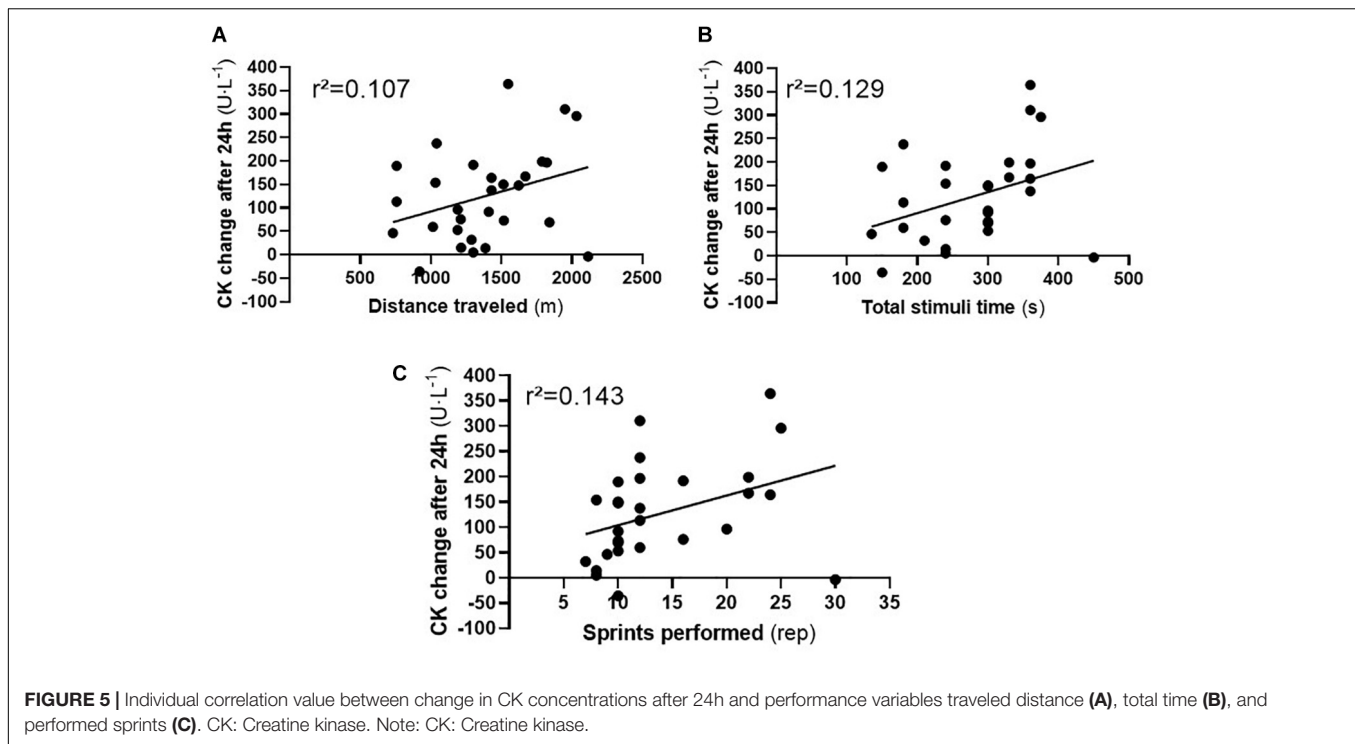 A
CK change after 24h (U·L⁻¹)
400
350
300
250
200
150
100
50
0
-50
-100
r²=0.107
500 1000 1500 2000 2500
Distance traveled (m)
B
CK change after 24h (U·L⁻¹)
400
350
300
250
200
150
100
50
0
-50
-100
r²=0.129
100 200 300 400 500
Total stimuli time (s)
C
CK change after 24h (U·L⁻¹)
400
350
300
250
200
150
100
50
0
-50
-100
r²=0.143
5 10 15 20 25 30 35
Sprints performed (rep)
FIGURE 5 | Individual correlation value between change in CK concentrations after 24h and performance variables traveled distance (A), total time (B), and
performed sprints (C). CK: Creatine kinase. Note: CK: Creatine kinase.